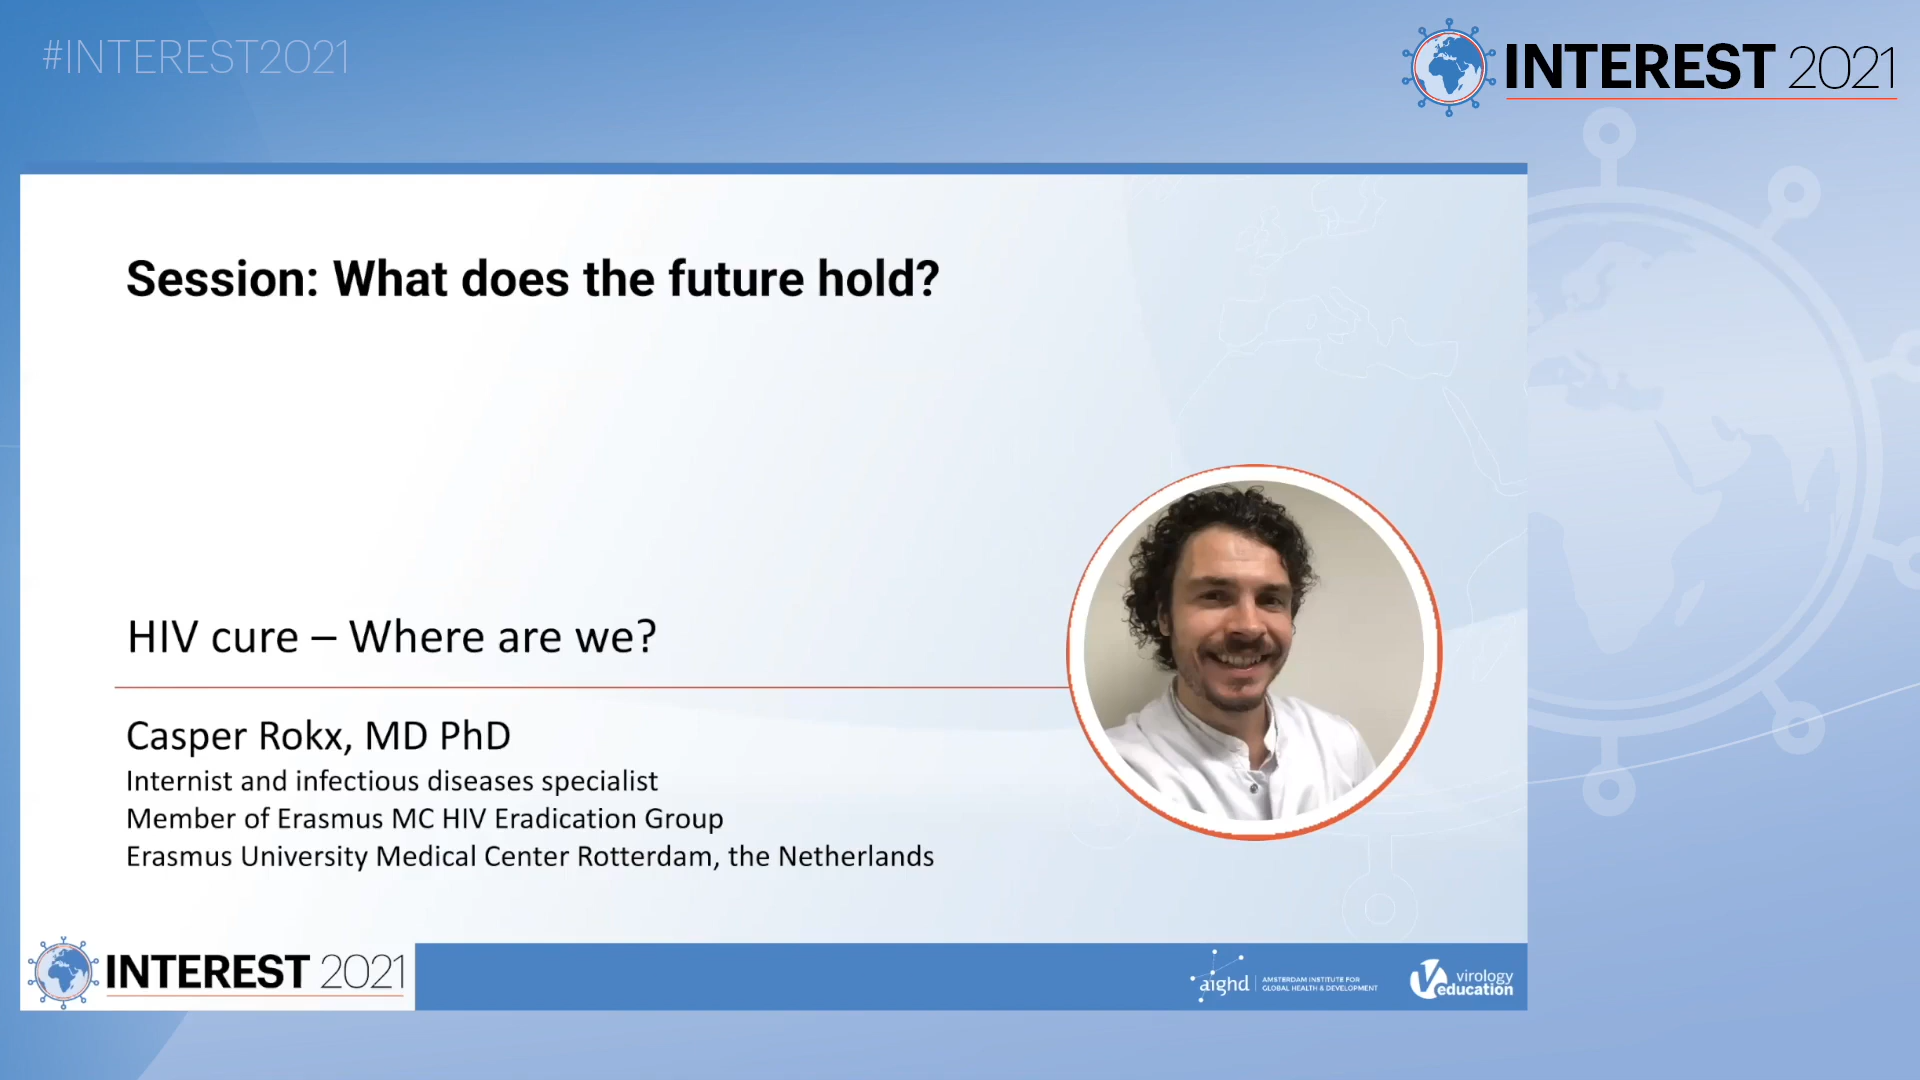 #INTEREST2021
INTEREST 2021
Session: What does the future hold?
HIV cure – Where are we?
Casper Rokx, MD PhD
Internist and infectious diseases specialist
Member of Erasmus MC HIV Eradication Group
Erasmus University Medical Center Rotterdam, the Netherlands
INTEREST 2021
aighd
AMSTERDAM INSTITUTE FOR
GLOBAL HEALTH & DEVELOPMENT
virology
education